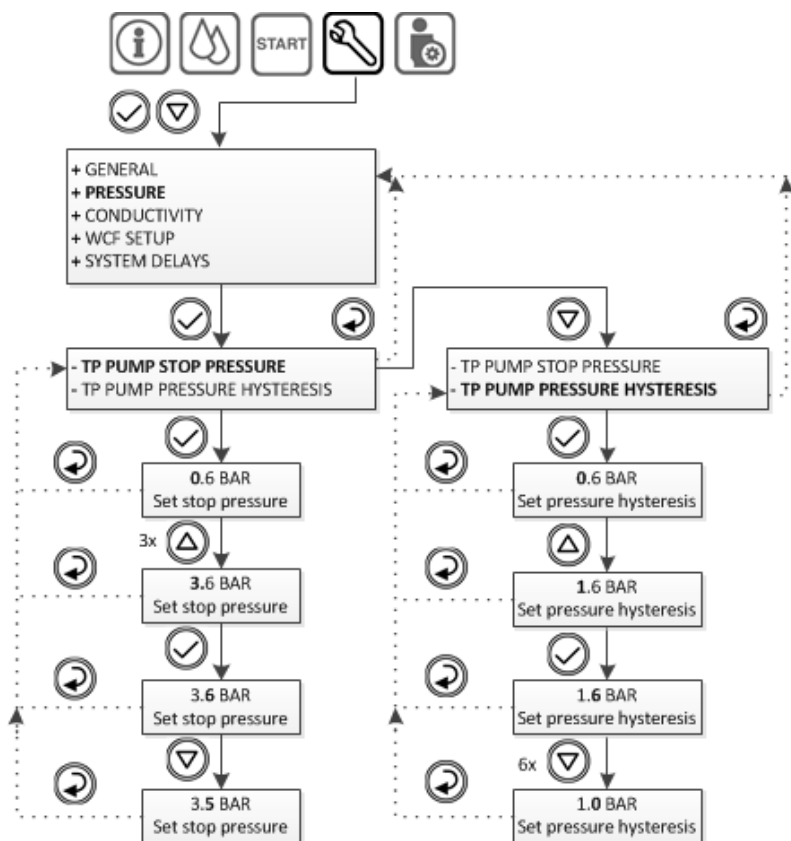 START
+ GENERAL
+ PRESSURE
+ CONDUCTIVITY
+ WCF SETUP
+ SYSTEM DELAYS
- TP PUMP STOP PRESSURE
- TP PUMP PRESSURE HYSTERESIS
- TP PUMP STOP PRESSURE
- TP PUMP PRESSURE HYSTERESIS
0.6 BAR
Set stop pressure
3x
3.6 BAR
Set stop pressure
3.6 BAR
Set stop pressure
3.5 BAR
Set stop pressure
0.6 BAR
Set pressure hysteresis
1.6 BAR
Set pressure hysteresis
1.6 BAR
Set pressure hysteresis
6x
1.0 BAR
Set pressure hysteresis